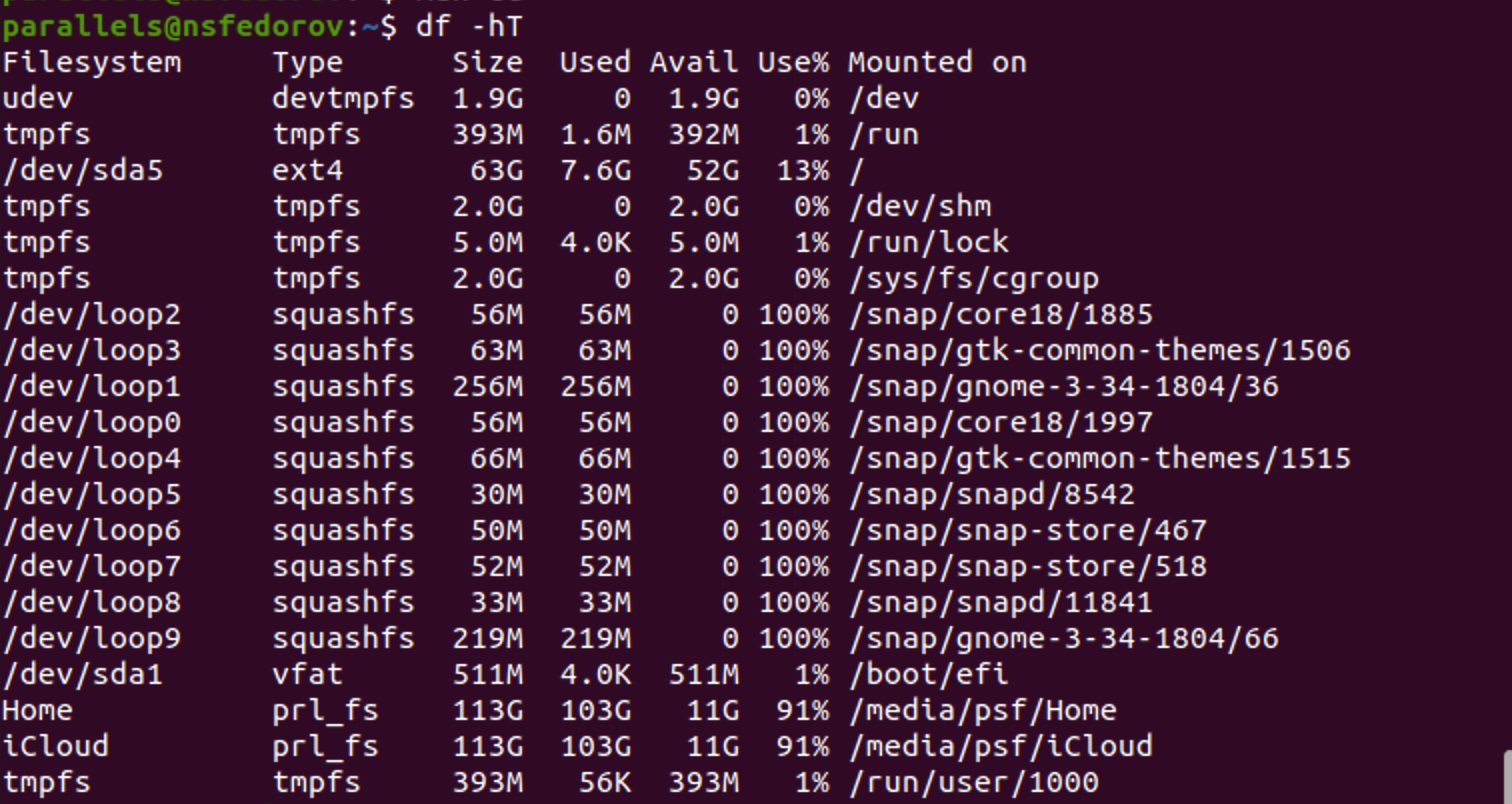 parallels@nsfedorov:~$ df -hT
Filesystem     Type      Size  Used Avail Use% Mounted on
udev           devtmpfs  1.9G     0  1.9G   0% /dev
tmpfs          tmpfs     393M  1.6M  392M   1% /run
/dev/sda5      ext4       63G  7.6G   52G  13% /
tmpfs          tmpfs     2.0G     0  2.0G   0% /dev/shm
tmpfs          tmpfs     5.0M  4.0K  5.0M   1% /run/lock
tmpfs          tmpfs     2.0G     0  2.0G   0% /sys/fs/cgroup
/dev/loop2     squashfs   56M   56M     0 100% /snap/core18/1885
/dev/loop3     squashfs   63M   63M     0 100% /snap/gtk-common-themes/1506
/dev/loop1     squashfs  256M  256M     0 100% /snap/gnome-3-34-1804/36
/dev/loop0     squashfs   56M   56M     0 100% /snap/core18/1997
/dev/loop4     squashfs   66M   66M     0 100% /snap/gtk-common-themes/1515
/dev/loop5     squashfs   30M   30M     0 100% /snap/snapd/8542
/dev/loop6     squashfs   50M   50M     0 100% /snap/snap-store/467
/dev/loop7     squashfs   52M   52M     0 100% /snap/snap-store/518
/dev/loop8     squashfs   33M   33M     0 100% /snap/snapd/11841
/dev/loop9     squashfs  219M  219M     0 100% /snap/gnome-3-34-1804/66
/dev/sda1      vfat      511M  4.0K  511M   1% /boot/efi
Home           prl_fs    113G  103G   11G  91% /media/psf/Home
iCloud         prl_fs    113G  103G   11G  91% /media/psf/iCloud
tmpfs          tmpfs     393M   56K  393M   1% /run/user/1000